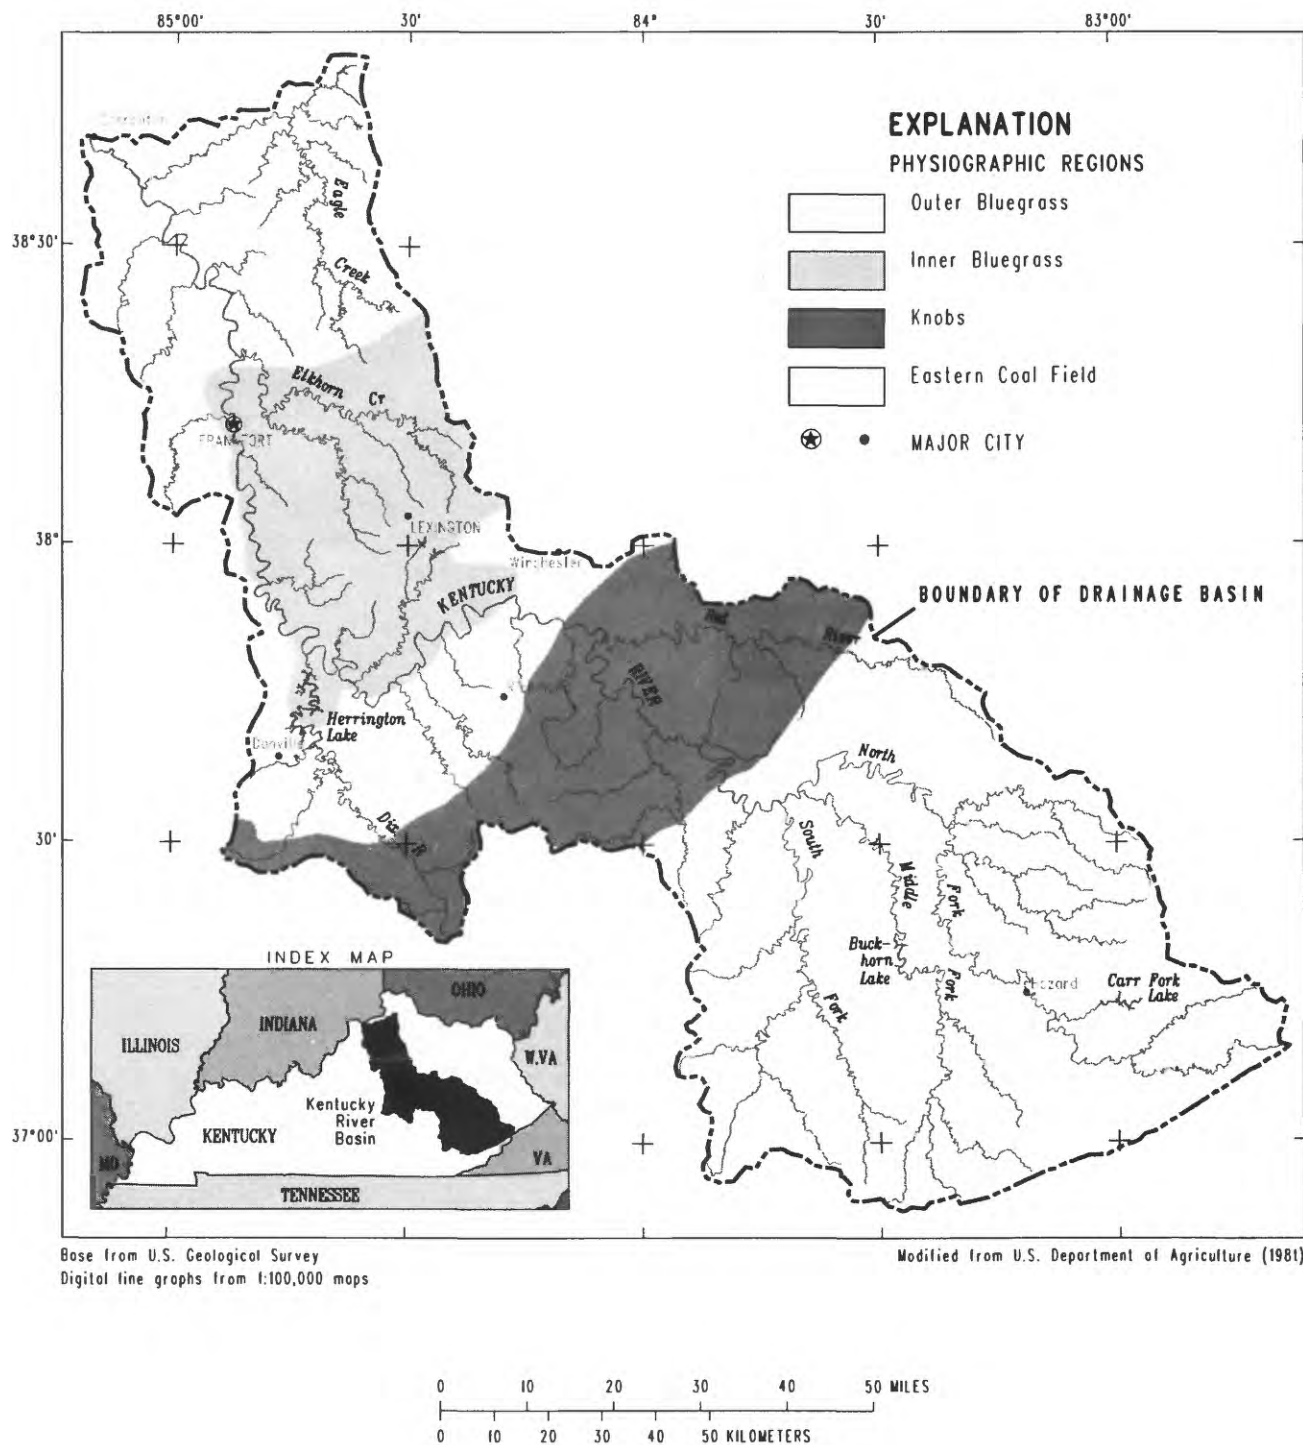 85°00' 30' 84° 30' 83°00'
EXPLANATION
PHYSIOGRAPHIC REGIONS
Outer Bluegrass
Inner Bluegrass
Knobs
Eastern Coal Field
MAJOR CITY
38°30'
Eagle
Creek
Elkhorn Cr
FRANKFORT
LEXINGTON
38°
Winchester
KENTUCKY
BOUNDARY OF DRAINAGE BASIN
Red River
RIVER
Herrington
Lake
Danville
North
Dix R
30'
South
Middle
Fork
Buck-
horn
Lake
Fork
Fork
Hazard
Carr Fork
Lake
INDEX MAP
OHIO
INDIANA
ILLINOIS
W.VA
Kentucky
River
Basin
KENTUCKY
37°00'
MO
VA
TENNESSEE
Base from U.S. Geological Survey
Digital line graphs from 1:100,000 maps
Modified from U.S. Department of Agriculture (1981)
0 10 20 30 40 50 MILES
0 10 20 30 40 50 KILOMETERS